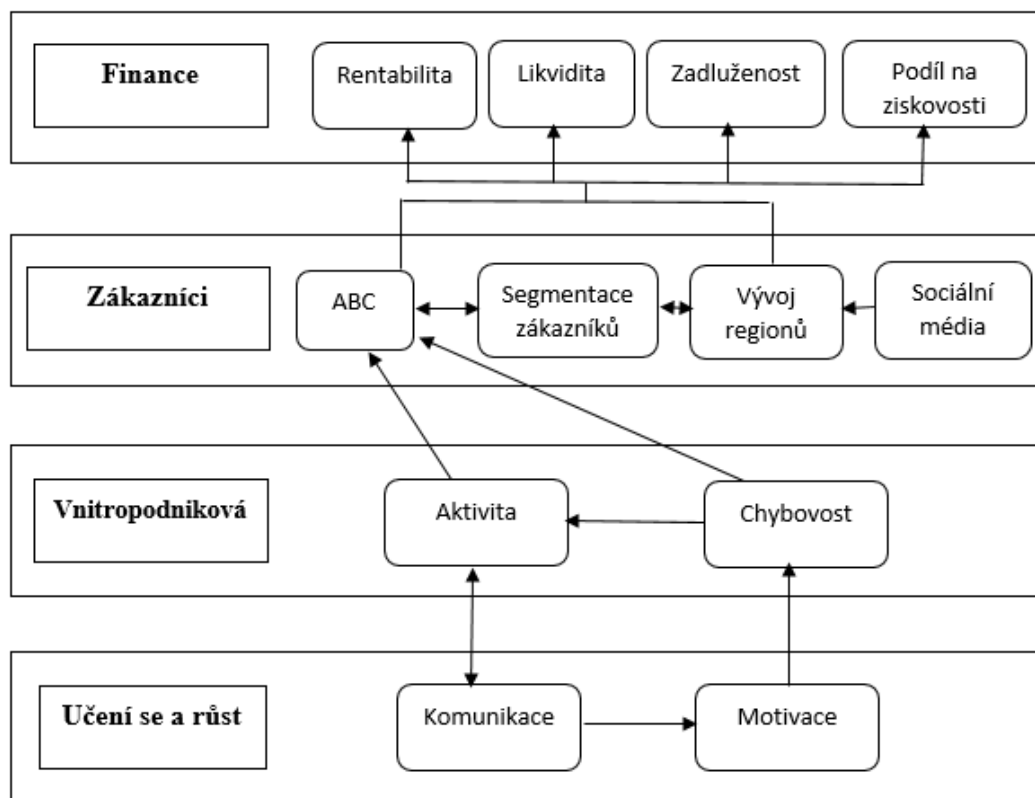 Finance
Rentabilita
Likvidita
Zadluženost
Podíl na
ziskovosti
Zákazníci
ABC
Segmentace
zákazníků
Vývoj
regionů
Sociální
média
Vnitropodniková
Aktivita
Chybovost
Učení se a růst
Komunikace
Motivace